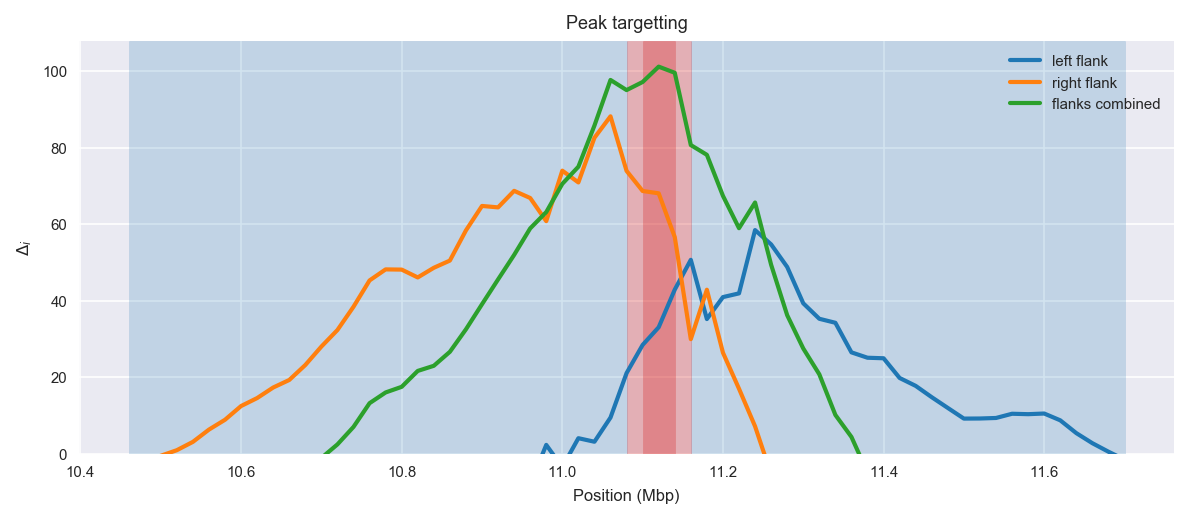 Peak targetting
100
80
60
40
20
0
Δi
10.4
10.6
10.8
11.0
11.2
11.4
11.6
Position (Mbp)
left flank
right flank
flanks combined